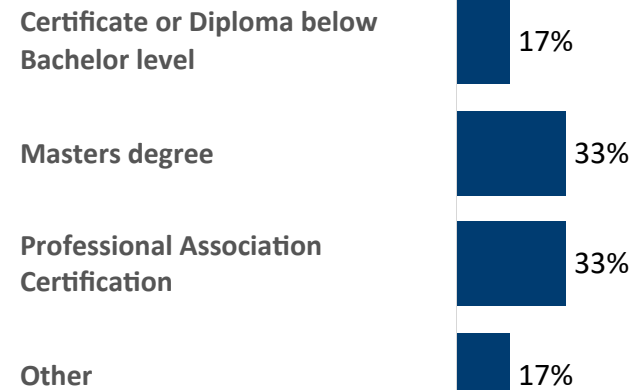 Certificate or Diploma below
Bachelor level
17%
Masters degree
33%
Professional Association
Certification
33%
Other
17%